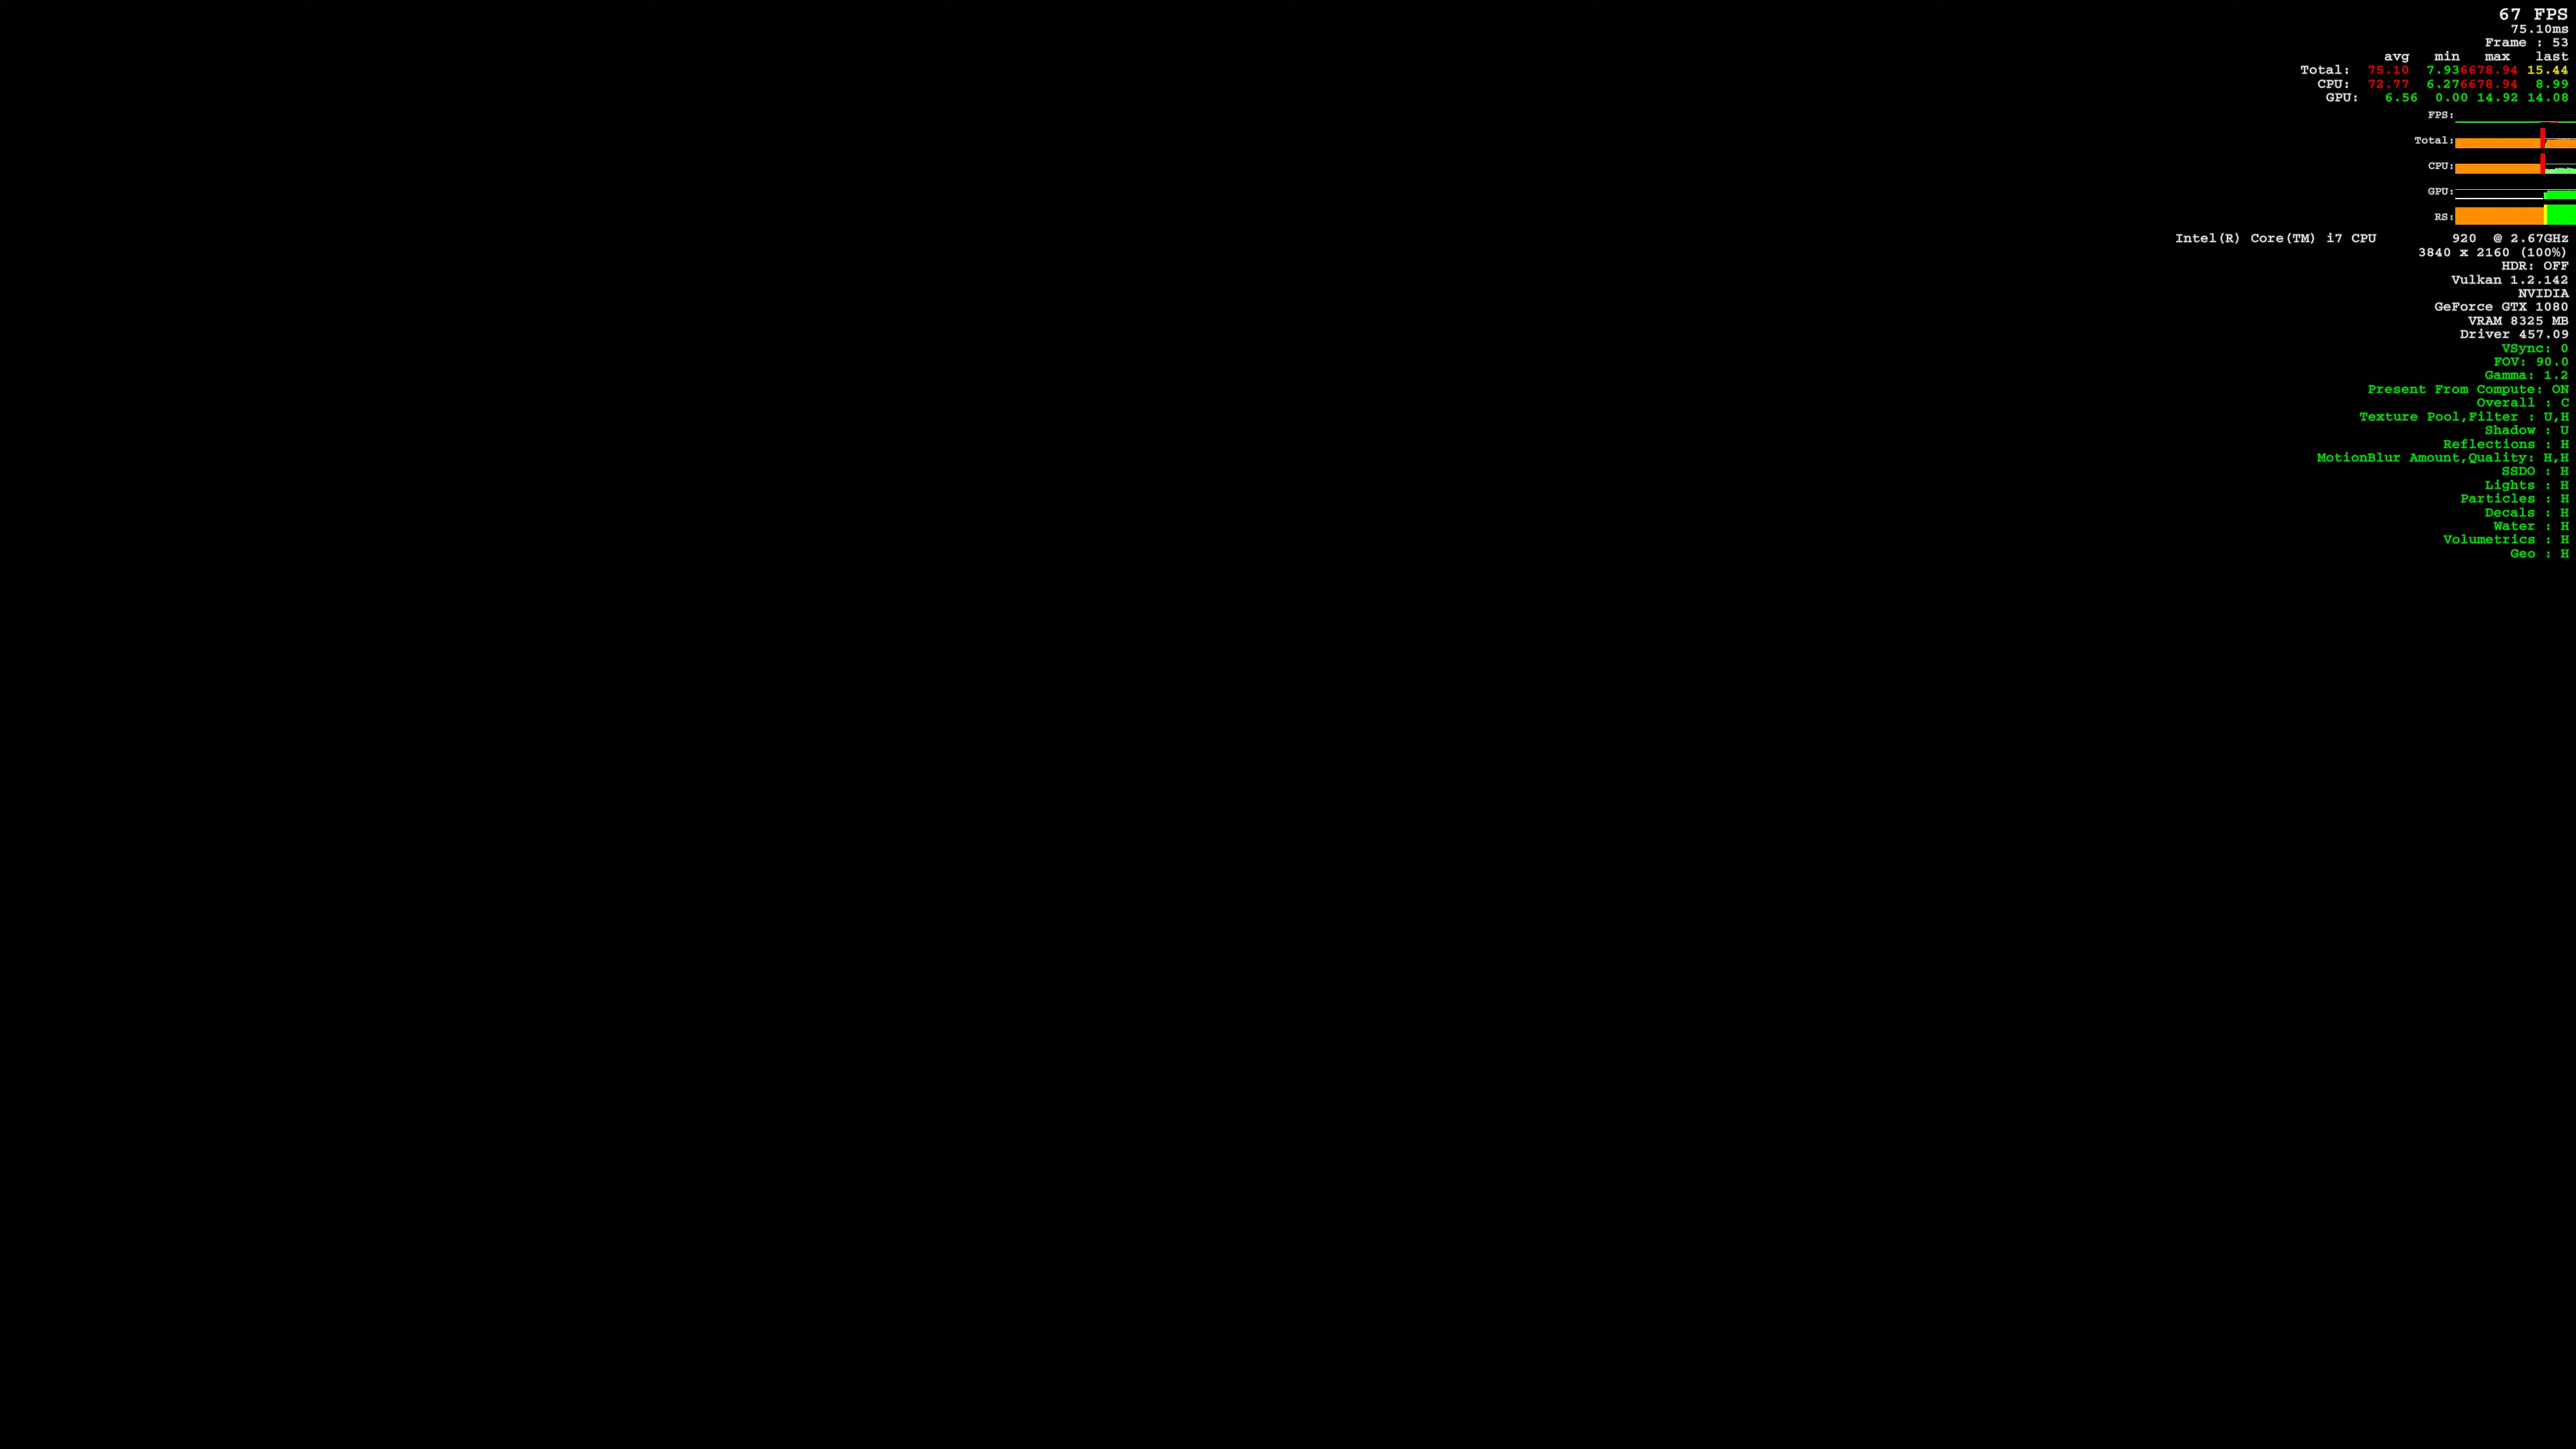 67 FPS
75.10ms
Frame : 53
avg min max last
Total: 75.10 7.936678.94 15.44
CPU: 72.77 6.276678.94 8.99
GPU: 6.56 0.00 14.92 14.08
FPS:
Total:
CPU:
GPU:
RS:
Intel(R) Core(TM) i7 CPU 920 @ 2.67GHz
3840 x 2160 (100%)
HDR: OFF
Vulkan 1.2.142
NVIDIA
GeForce GTX 1080
VRAM 8325 MB
Driver 457.09
VSync: 0
FOV: 90.0
Gamma: 1.2
Present From Compute: ON
Overall : C
Texture Pool,Filter : U,H
Shadow : U
Reflections : H
MotionBlur Amount,Quality: H,H
SSDO : H
Lights : H
Particles : H
Decals : H
Water : H
Volumetrics : H
Geo : H